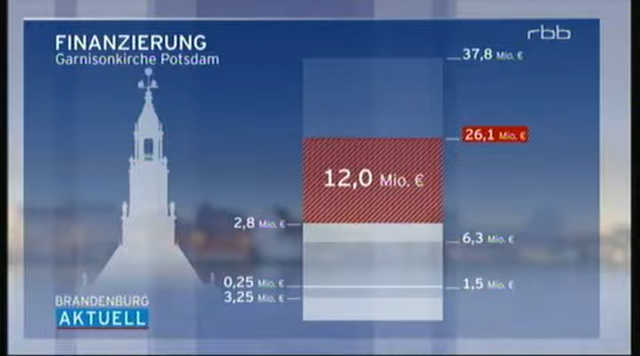 FINANZIERUNG
Garnisonkirche Potsdam
rbb
37,8 Mio. €
26,1 Mio. €
12,0 Mio. €
2,8 Mio. €
6,3 Mio. €
0,25 Mio. €
1,5 Mio. €
3,25 Mio. €
BRANDENBURG
AKTUELL